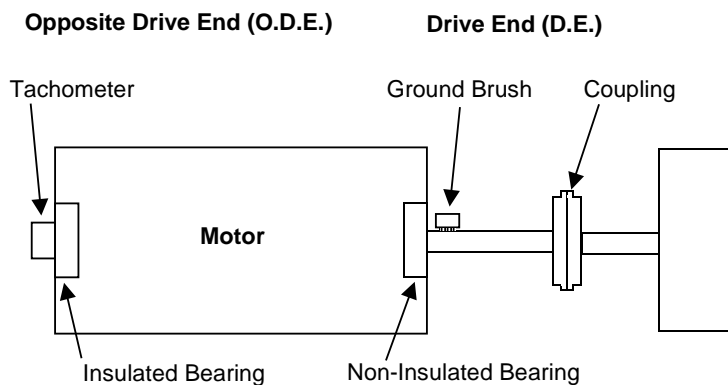 Opposite Drive End (O.D.E.)
Drive End (D.E.)
Tachometer
Ground Brush
Coupling
Motor
Insulated Bearing
Non-Insulated Bearing